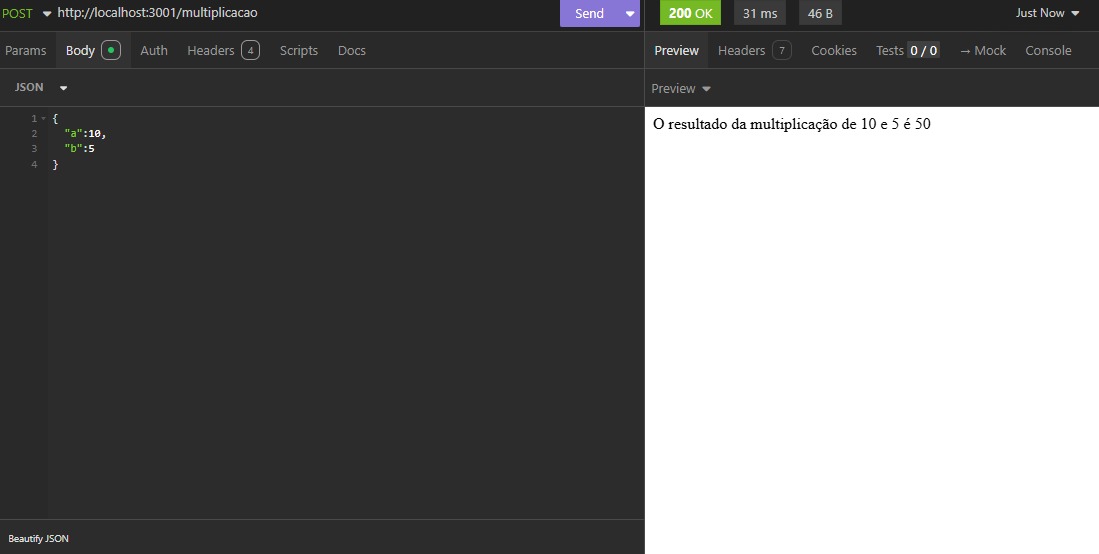 POST http://localhost:3001/multiplicacao Send 200 OK 31 ms 46 B Just Now
Params Body Auth Headers 4 Scripts Docs Preview Headers 7 Cookies Tests 0 / 0 → Mock Console
JSON Preview
1 {
2 "a":10,
3 "b":5
4 }
O resultado da multiplicação de 10 e 5 é 50
Beautify JSON